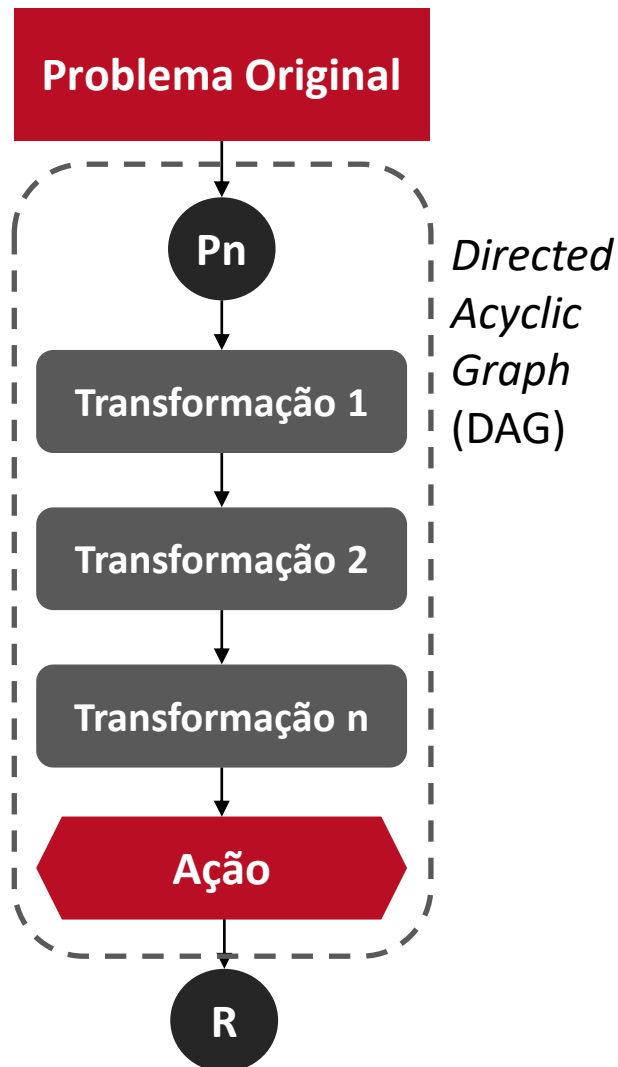 Problema Original
Pn
Directed
Acyclic
Graph
(DAG)
Transformação 1
Transformação 2
Transformação n
Ação
R